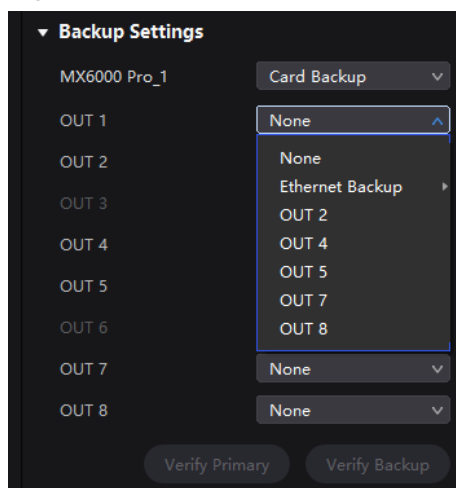 Backup Settings
MX6000 Pro_1 Card Backup
OUT 1 None
OUT 2 None
OUT 3 Ethernet Backup
OUT 2
OUT 4 OUT 4
OUT 5 OUT 5
OUT 7
OUT 6 OUT 8
OUT 7 None
OUT 8 None
Verify Primary Verify Backup